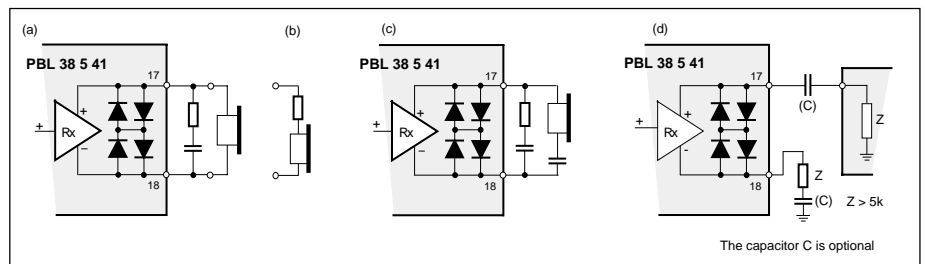 (a)
PBL 38 5 41
17
+
+
Rx
−
18
(b)
(c)
PBL 38 5 41
17
+
+
Rx
−
18
(d)
PBL 38 5 41
17
+
+
Rx
-
18
(C)
Z
Z
(C)
Z > 5k
The capacitor C is optional